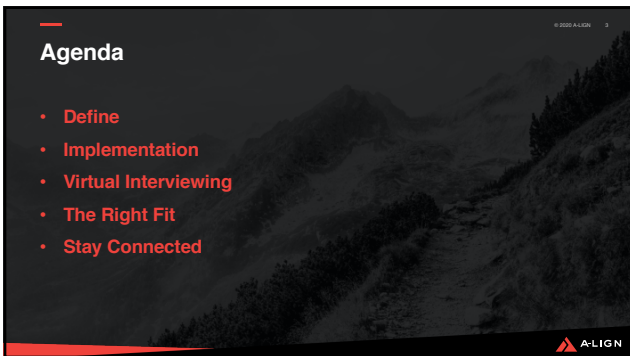 © 2020 A-LIGN 3
Agenda
• Define
• Implementation
• Virtual Interviewing
• The Right Fit
• Stay Connected
A-LIGN